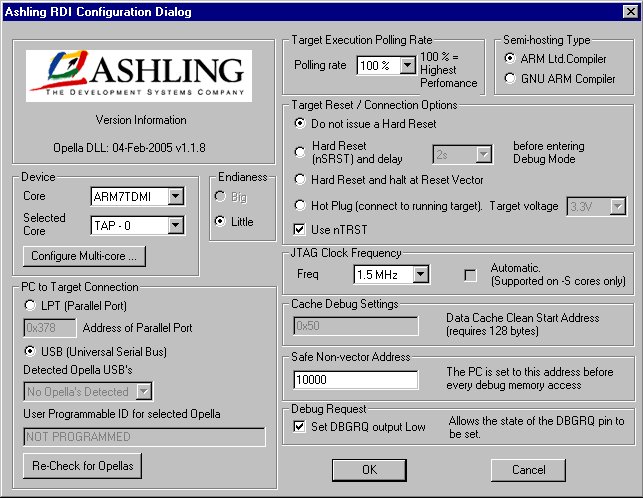 Ashling RDI Configuration Dialog
ASHLING
THE DEVELOPMENT SYSTEMS COMPANY
Version Information
Opella DLL: 04-Feb-2005 v1.1.8
Device
Core
ARM7TDMI
Selected
Core
TAP - 0
Configure Multi-core ...
Endianess
Big
Little
PC to Target Connection
LPT (Parallel Port)
0x378
Address of Parallel Port
USB (Universal Serial Bus)
Detected Opella USB's
No Opella's Detected
User Programmable ID for selected Opella
NOT PROGRAMMED
Re-Check for Opellas
Target Execution Polling Rate
Polling rate
100 %
100 % =
Highest
Perfomance
Semi-hosting Type
ARM Ltd.Compiler
GNU ARM Compiler
Target Reset / Connection Options
Do not issue a Hard Reset
Hard Reset
(nSRST) and delay
2s
before entering
Debug Mode
Hard Reset and halt at Reset Vector
Hot Plug (connect to running target). Target voltage
3.3V
Use nTRST
JTAG Clock Frequency
Freq
1.5 MHz
Automatic.
(Supported on -S cores only)
Cache Debug Settings
0x50
Data Cache Clean Start Address
(requires 128 bytes)
Safe Non-vector Address
10000
The PC is set to this address before
every debug memory access
Debug Request
Set DBGRQ output Low
Allows the state of the DBGRQ pin to
be set.
OK
Cancel